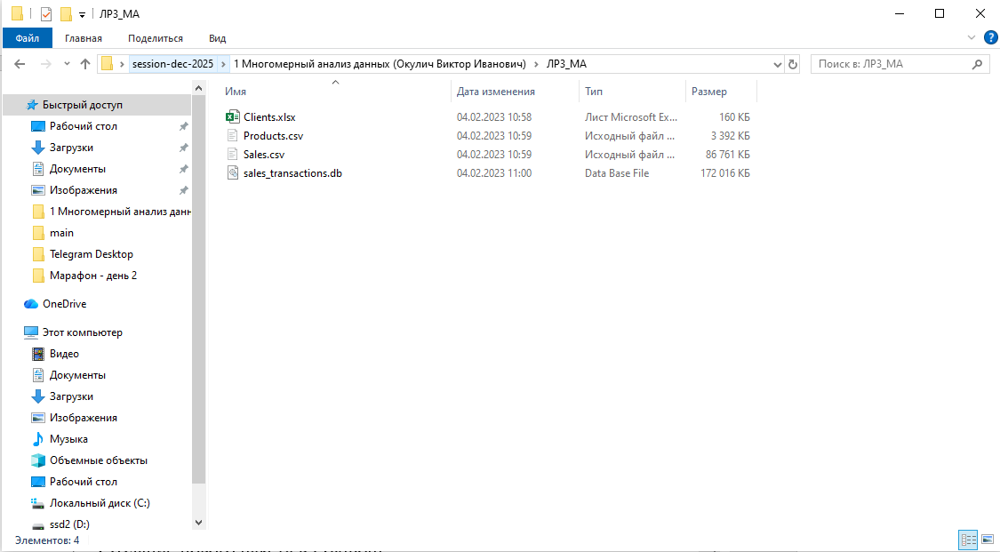 ЛР3_МА
Файл Главная Поделиться Вид
session-dec-2025 1 Многомерный анализ данных (Окулич Виктор Иванович) ЛР3_МА Поиск в: ЛР3_МА
Имя Дата изменения Тип Размер
Clients.xlsx 04.02.2023 10:58 Лист Microsoft Ex... 160 КБ
Products.csv 04.02.2023 10:59 Исходный файл ... 3 392 КБ
Sales.csv 04.02.2023 10:59 Исходный файл ... 86 761 КБ
sales_transactions.db 04.02.2023 11:00 Data Base File 172 016 КБ
Быстрый доступ
Рабочий стол
Загрузки
Документы
Изображения
1 Многомерный анализ данн
main
Telegram Desktop
Марафон - день 2
OneDrive
Этот компьютер
Видео
Документы
Загрузки
Изображения
Музыка
Объемные объекты
Рабочий стол
Локальный диск (C:)
ssd2 (D:)
Элементов: 4